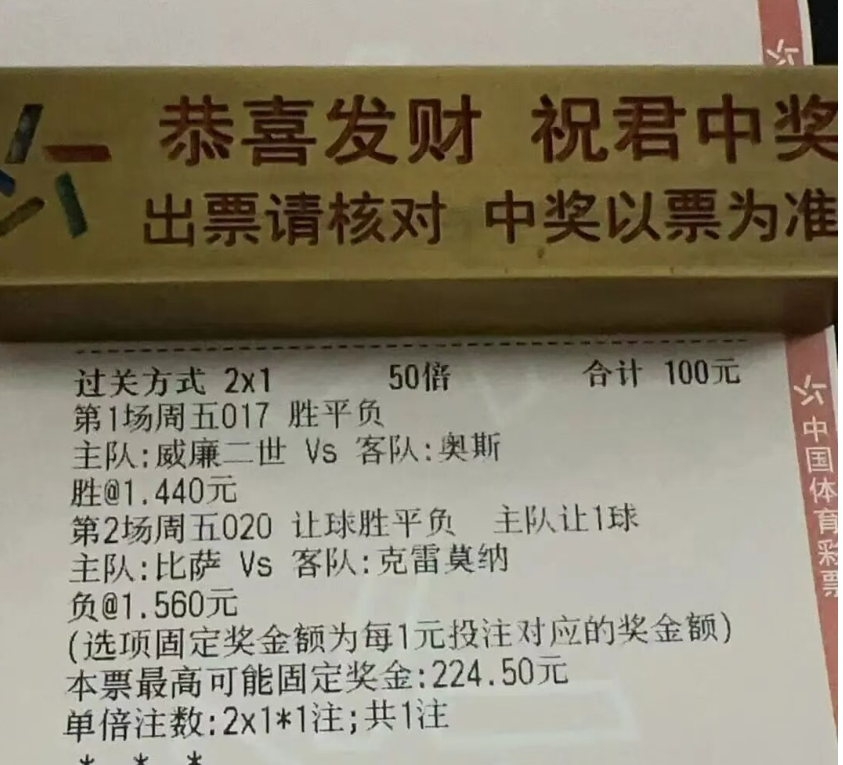 恭喜发财 祝君中奖
出票请核对 中奖以票为准
过关方式 2x1 50倍 合计 100元
第1场周五017 胜平负
主队:威廉二世 Vs 客队:奥斯
胜@1.440元
第2场周五020 让球胜平负 主队让1球
主队:比萨 Vs 客队:克雷莫纳
负@1.560元
(选项固定奖金额为每1元投注对应的奖金额)
本票最高可能固定奖金:224.50元
单倍注数:2x1*1注;共1注
* * *
中国体育彩票